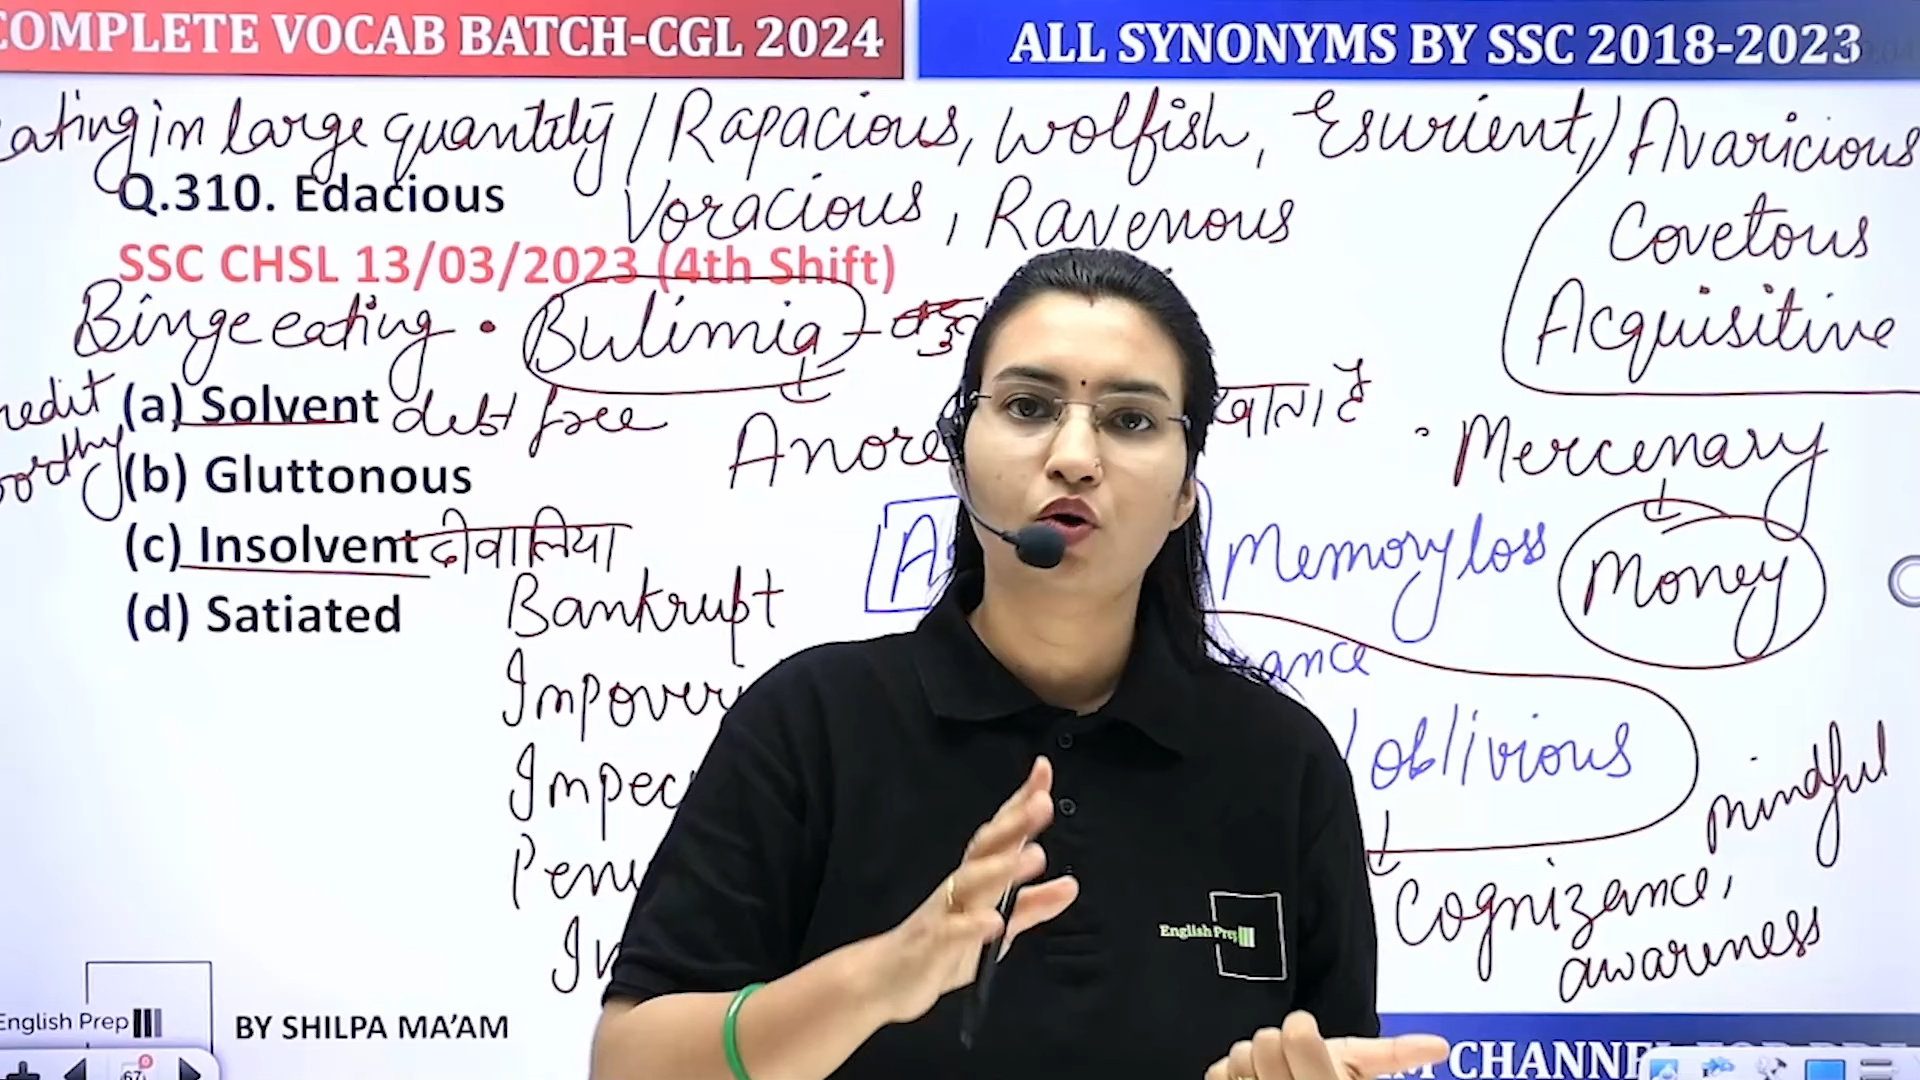 COMPLETE VOCAB BATCH-CGL 2024
ALL SYNONYMS BY SSC 2018-2023
eating in large quantity / Rapacious, Wolfish, Esurient, / Avaricious
Q.310. Edacious
Voracious, Ravenous
Covetous
SSC CHSL 13/03/2023 (4th Shift)
Binge eating . Bulimia -
Acquisitive
(a) Solvent debt free
खाता है
. Mercenary
(b) Gluttonous
(c) Insolvent दीवालिया
Memory loss
Money
(d) Satiated
Bankrupt
oblivious
mindful
Cognizance,
awareness
English Prep
English Prep
BY SHILPA MA'AM
67